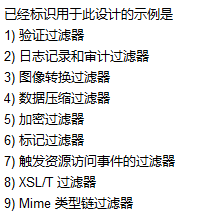 已经标识用于此设计的示例是
1) 验证过滤器
2) 日志记录和审计过滤器
3) 图像转换过滤器
4) 数据压缩过滤器
5) 加密过滤器
6) 标记过滤器
7) 触发资源访问事件的过滤器
8) XSL/T 过滤器
9) Mime 类型链过滤器